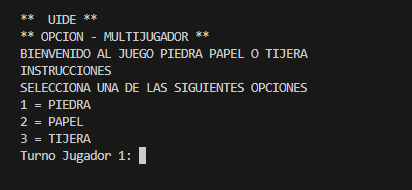 ** UIDE **
** OPCION - MULTIJUGADOR **
BIENVENIDO AL JUEGO PIEDRA PAPEL O TIJERA
INSTRUCCIONES
SELECCIONA UNA DE LAS SIGUIENTES OPCIONES
1 = PIEDRA
2 = PAPEL
3 = TIJERA
Turno Jugador 1: